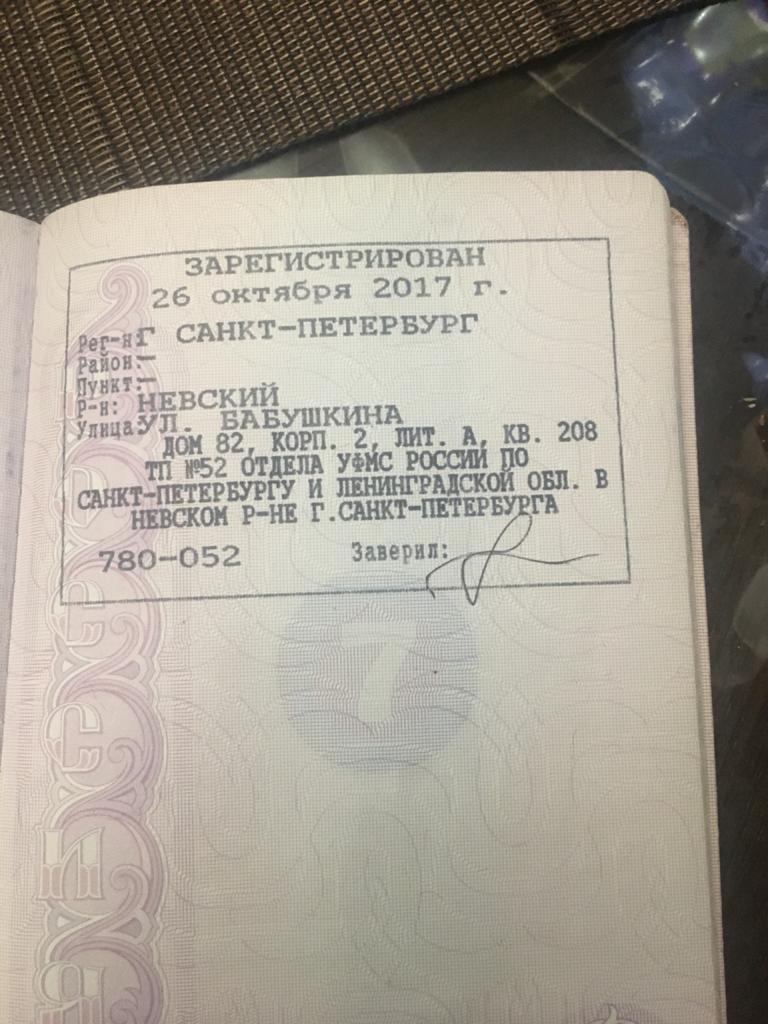 ЗАРЕГИСТРИРОВАН
26 октября 2017 г.
Рег-н:Г САНКТ-ПЕТЕРБУРГ
Район:-
Пункт:-
Р-н: НЕВСКИЙ
Улица:УЛ. БАБУШКИНА
ДОМ 82, КОРП. 2, ЛИТ. А, КВ. 208
ТП №52 ОТДЕЛА УФМС РОССИИ ПО
САНКТ-ПЕТЕРБУРГУ И ЛЕНИНГРАДСКОЙ ОБЛ. В
НЕВСКОМ Р-НЕ Г.САНКТ-ПЕТЕРБУРГА
780-052 Заверил:
7